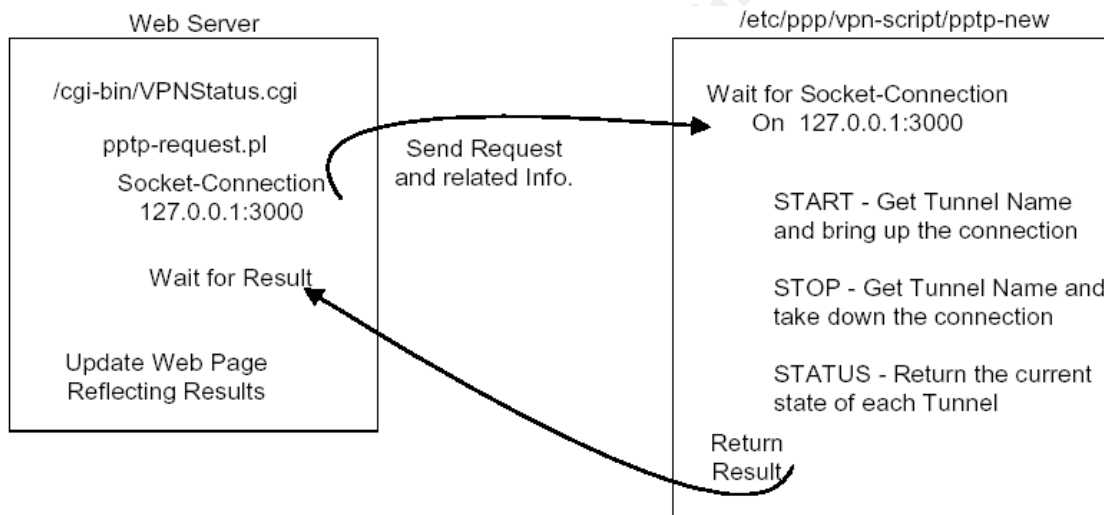 Web Server
/cgi-bin/VPNStatus.cgi
pptp-request.pl
Socket-Connection
127.0.0.1:3000
Wait for Result
Update Web Page
Reflecting Results
Send Request
and related Info.
/etc/ppp/vpn-script/pptp-new
Wait for Socket-Connection
On 127.0.0.1:3000
START - Get Tunnel Name
and bring up the connection
STOP - Get Tunnel Name and
take down the connection
STATUS - Return the current
state of each Tunnel
Return
Result